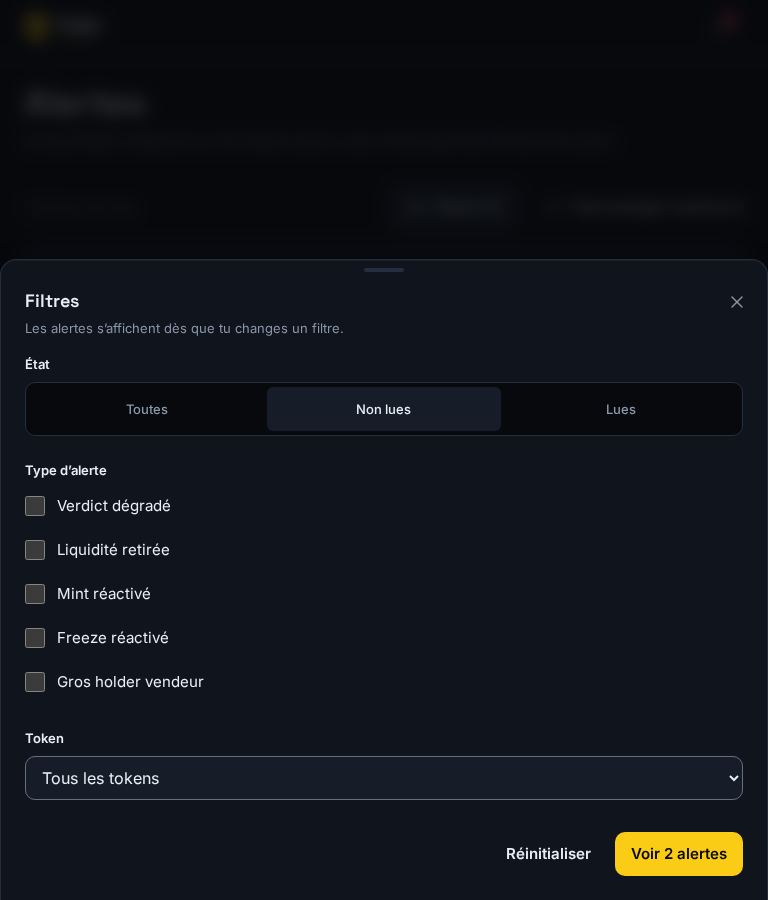 Alertes
Filtres
Les alertes s’affichent dès que tu changes un filtre.
État
Toutes
Non lues
Lues
Type d’alerte
Verdict dégradé
Liquidité retirée
Mint réactivé
Freeze réactivé
Gros holder vendeur
Token
Tous les tokens
Réinitialiser
Voir 2 alertes